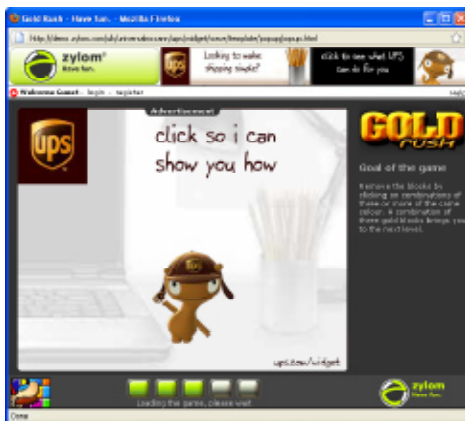 Gold Rush - Have fun. - Mozilla Firefox
zylom
Have fun.
ups
Looking to make
shipping simple?
click to see what UPS
can do for you
Welcome Guest - login - register
Help
Advertisement
ups
click so i can
show you how
ups.com/widget
GOLD
RUSH
Goal of the game
Remove the blocks by
clicking on combinations of
three or more of the same
colour. A combination of
three gold blocks brings you
to the next level.
Loading the game, please wait
zylom
Have fun.
Done